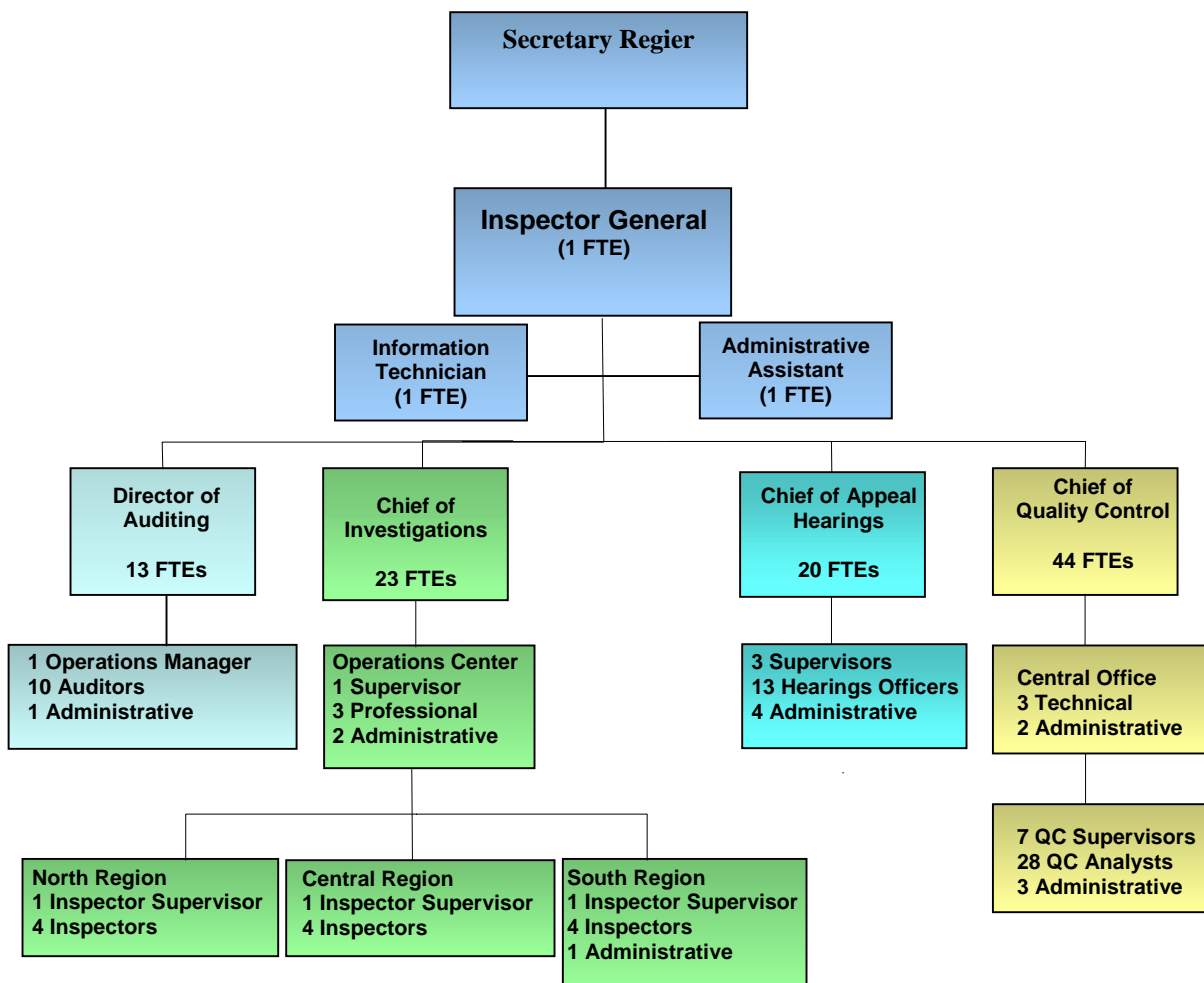 Secretary Regier
Inspector General
(1 FTE)
Information
Technician
(1 FTE)
Administrative
Assistant
(1 FTE)
Director of
Auditing
13 FTEs
Chief of
Investigations
23 FTEs
Chief of Appeal
Hearings
20 FTEs
Chief of
Quality Control
44 FTEs
1 Operations Manager
10 Auditors
1 Administrative
Operations Center
1 Supervisor
3 Professional
2 Administrative
3 Supervisors
13 Hearings Officers
4 Administrative
Central Office
3 Technical
2 Administrative
7 QC Supervisors
28 QC Analysts
3 Administrative
North Region
1 Inspector Supervisor
4 Inspectors
Central Region
1 Inspector Supervisor
4 Inspectors
South Region
1 Inspector Supervisor
4 Inspectors
1 Administrative